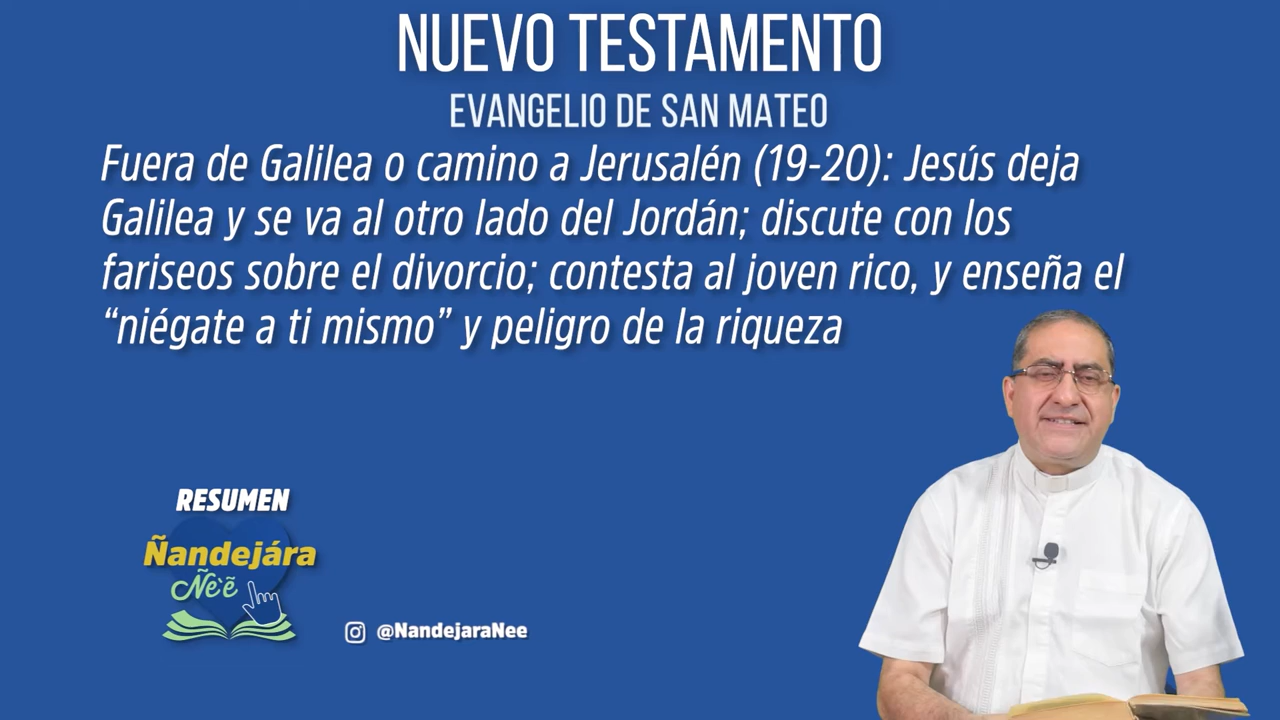 NUEVO TESTAMENTO
EVANGELIO DE SAN MATEO
Fuera de Galilea o camino a Jerusalén (19-20): Jesús deja
Galilea y se va al otro lado del Jordán; discute con los
fariseos sobre el divorcio; contesta al joven rico, y enseña el
“niégate a ti mismo” y peligro de la riqueza
RESUMEN
Ñandejára
Ñe'ẽ
@NandejaraNee